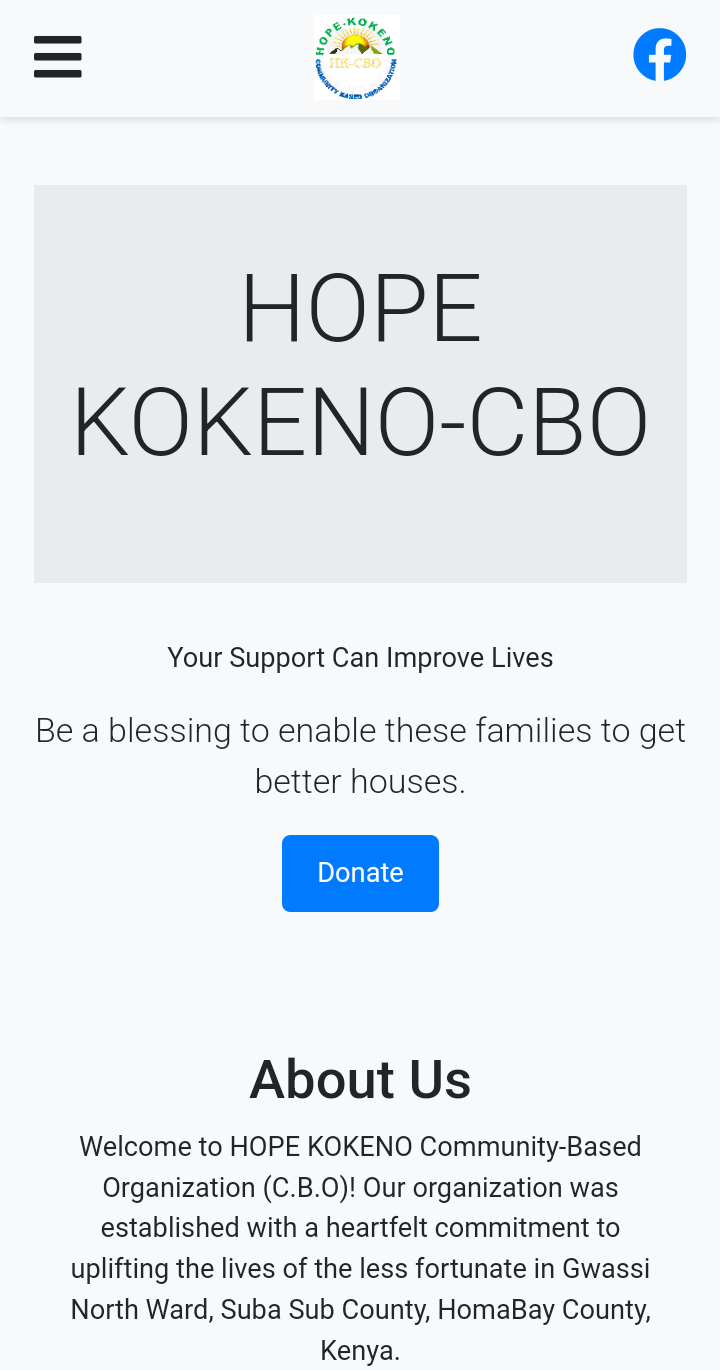 HOPE-KOKENO
HK-CBO
COMMUNITY BASED ORGANIZATION
HOPE
KOKENO-CBO
Your Support Can Improve Lives
Be a blessing to enable these families to get
better houses.
Donate
About Us
Welcome to HOPE KOKENO Community-Based
Organization (C.B.O)! Our organization was
established with a heartfelt commitment to
uplifting the lives of the less fortunate in Gwassi
North Ward, Suba Sub County, HomaBay County,
Kenya.